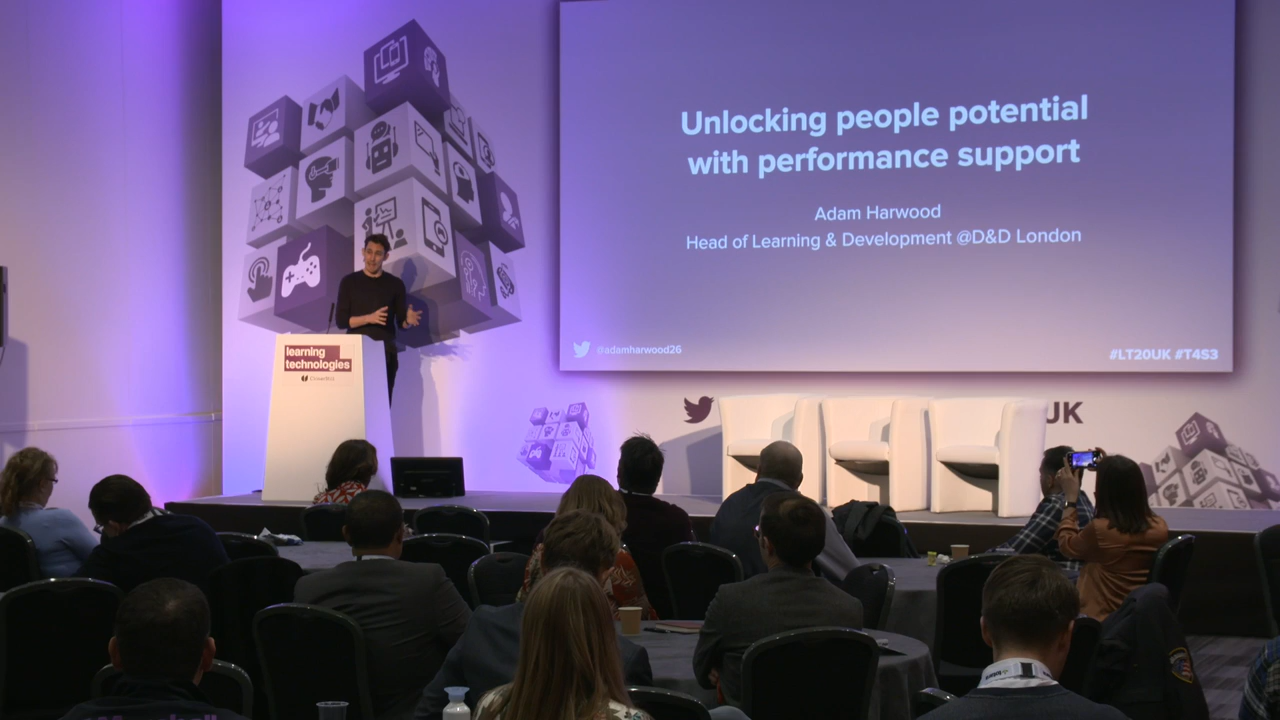 Unlocking people potential
with performance support
Adam Harwood
Head of Learning & Development @D&D London
@adamharwood26
#LT20UK #T4S3
learning
technologies
UK